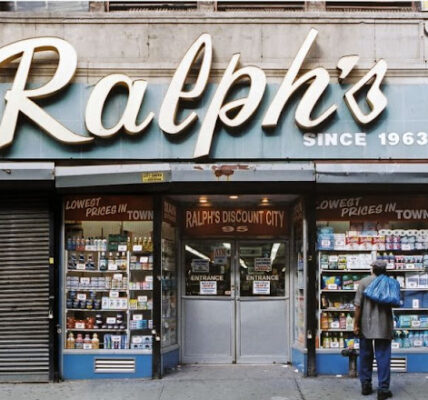 Ralph's
SINCE 1963
LOWEST
PRICES IN TOWN
RALPH'S DISCOUNT CITY
95
LOWEST
PRICES IN TOWN
ENTRANCE
ENTRANCE